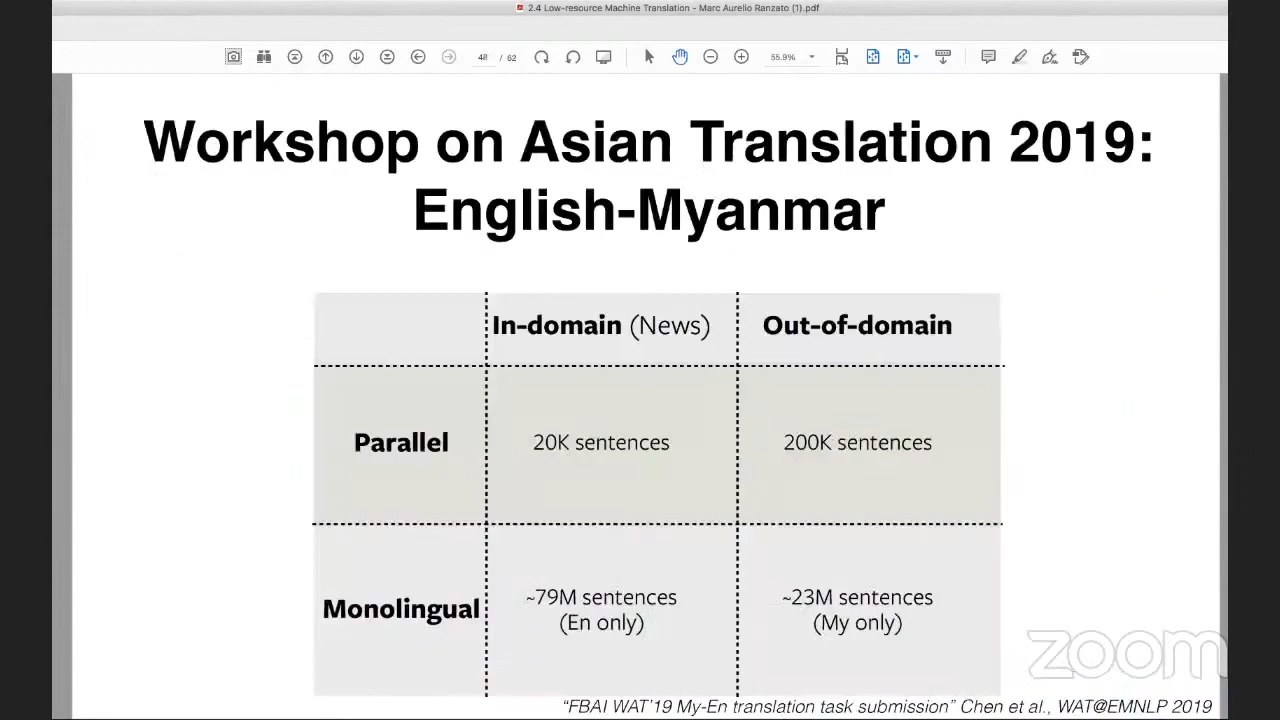 2.4 Low-resource Machine Translation - Marc Aurelio Ranzato (1).pdf
48 / 62
55.9%
Workshop on Asian Translation 2019:
English-Myanmar
In-domain (News)
Out-of-domain
Parallel
20K sentences
200K sentences
Monolingual
~79M sentences
(En only)
~23M sentences
(My only)
zoom
“FBAI WAT’19 My-En translation task submission” Chen et al., WAT@EMNLP 2019